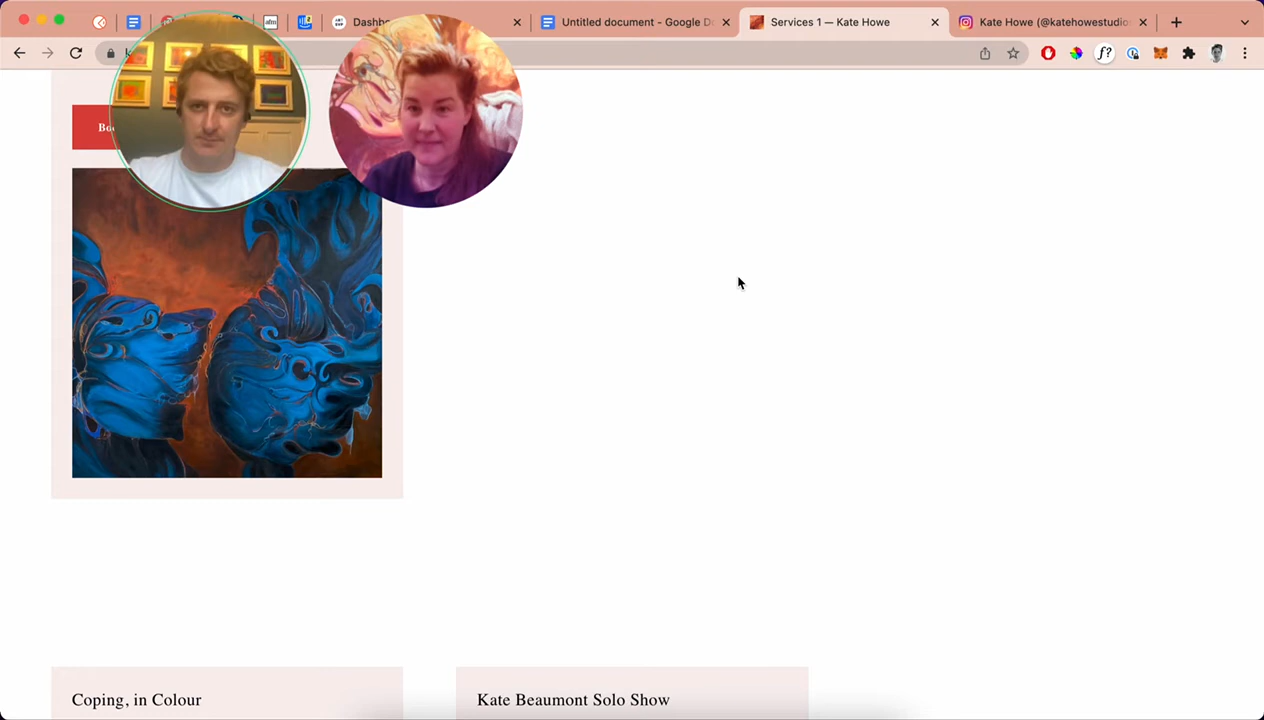 Dashb
Untitled document - Google D
Services 1 — Kate Howe
Kate Howe (@katehowestudio
f?
Coping, in Colour
Kate Beaumont Solo Show